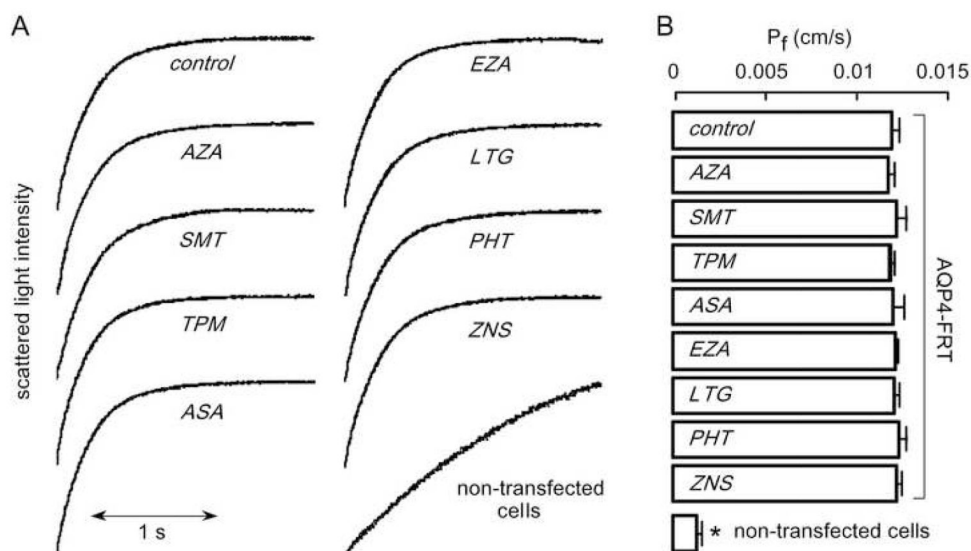 A
scattered light intensity
control
AZA
SMT
TPM
ASA
1 s
EZA
LTG
PHT
ZNS
non-transfected
cells
B
Pf (cm/s)
0 0.005 0.01 0.015
control
AZA
SMT
TPM
ASA
EZA
LTG
PHT
ZNS
AQP4-FRT
* non-transfected cells